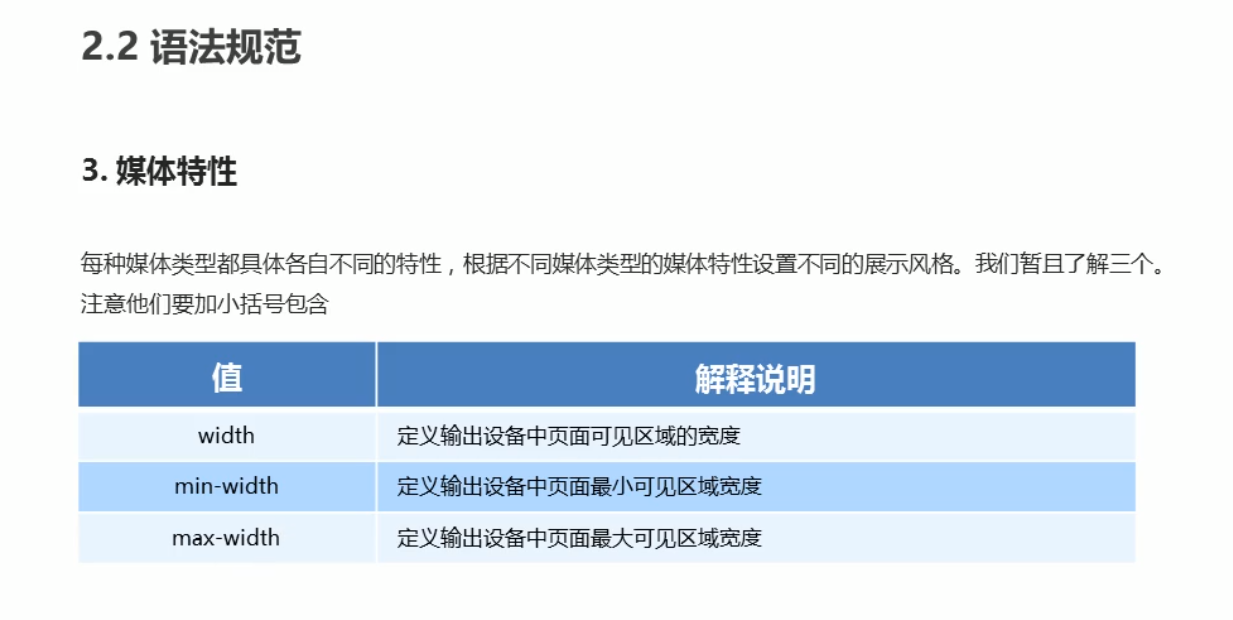 2.2 语法规范
3. 媒体特性
每种媒体类型都具体各自不同的特性，根据不同媒体类型的媒体特性设置不同的展示风格。我们暂且了解三个。
注意他们要加小括号包含
值 解释说明
width 定义输出设备中页面可见区域的宽度
min-width 定义输出设备中页面最小可见区域宽度
max-width 定义输出设备中页面最大可见区域宽度